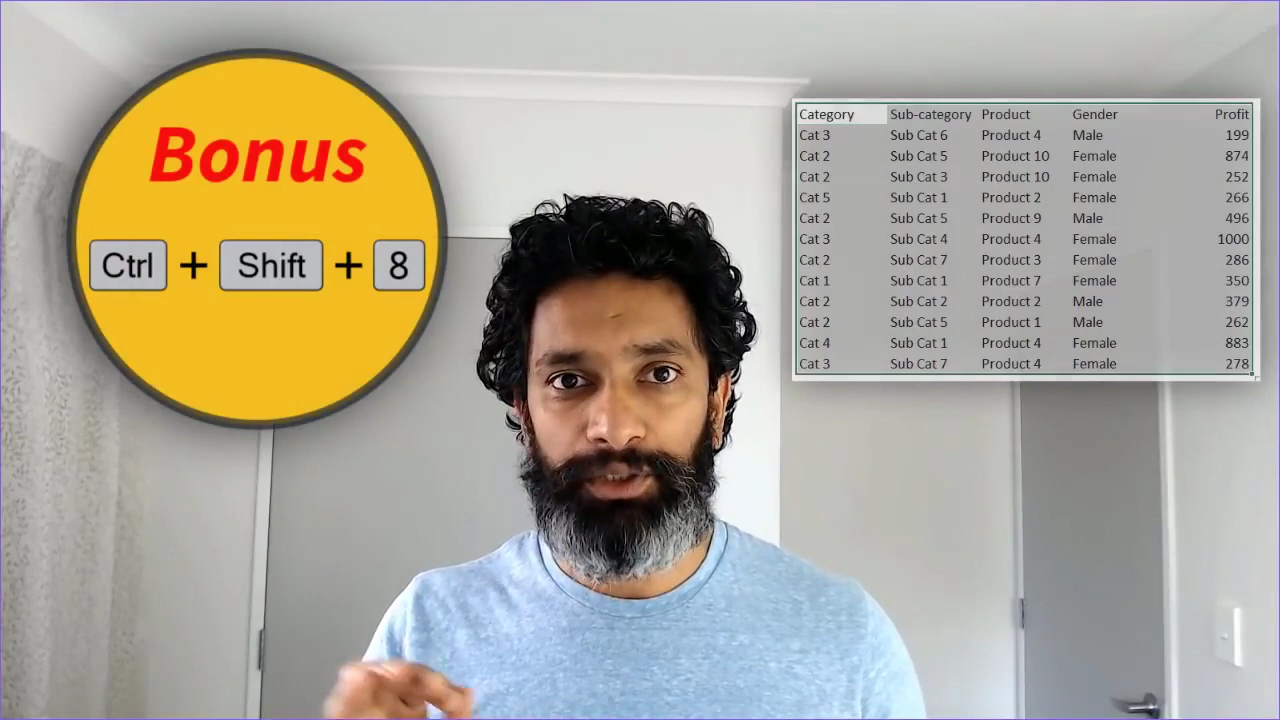 Bonus
Ctrl + Shift + 8
Category Sub-category Product Gender Profit
Cat 3 Sub Cat 6 Product 4 Male 199
Cat 2 Sub Cat 5 Product 10 Female 874
Cat 2 Sub Cat 3 Product 10 Female 252
Cat 5 Sub Cat 1 Product 2 Female 266
Cat 2 Sub Cat 5 Product 9 Male 496
Cat 3 Sub Cat 4 Product 4 Female 1000
Cat 2 Sub Cat 7 Product 3 Female 286
Cat 1 Sub Cat 1 Product 7 Female 350
Cat 2 Sub Cat 2 Product 2 Male 379
Cat 2 Sub Cat 5 Product 1 Male 262
Cat 4 Sub Cat 1 Product 4 Female 883
Cat 3 Sub Cat 7 Product 4 Female 278